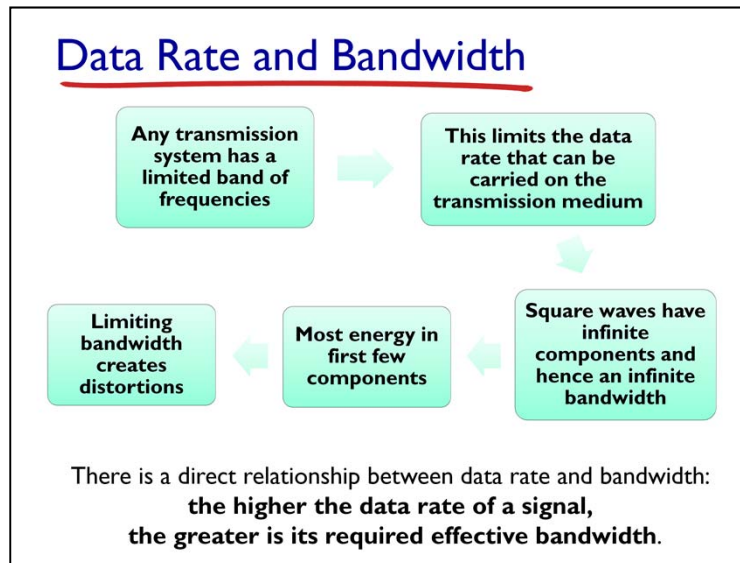 Data Rate and Bandwidth
Any transmission
system has a
limited band of
frequencies
This limits the data
rate that can be
carried on the
transmission medium
Square waves have
infinite
components and
hence an infinite
bandwidth
Most energy in
first few
components
Limiting
bandwidth
creates
distortions
There is a direct relationship between data rate and bandwidth:
the higher the data rate of a signal,
the greater is its required effective bandwidth.